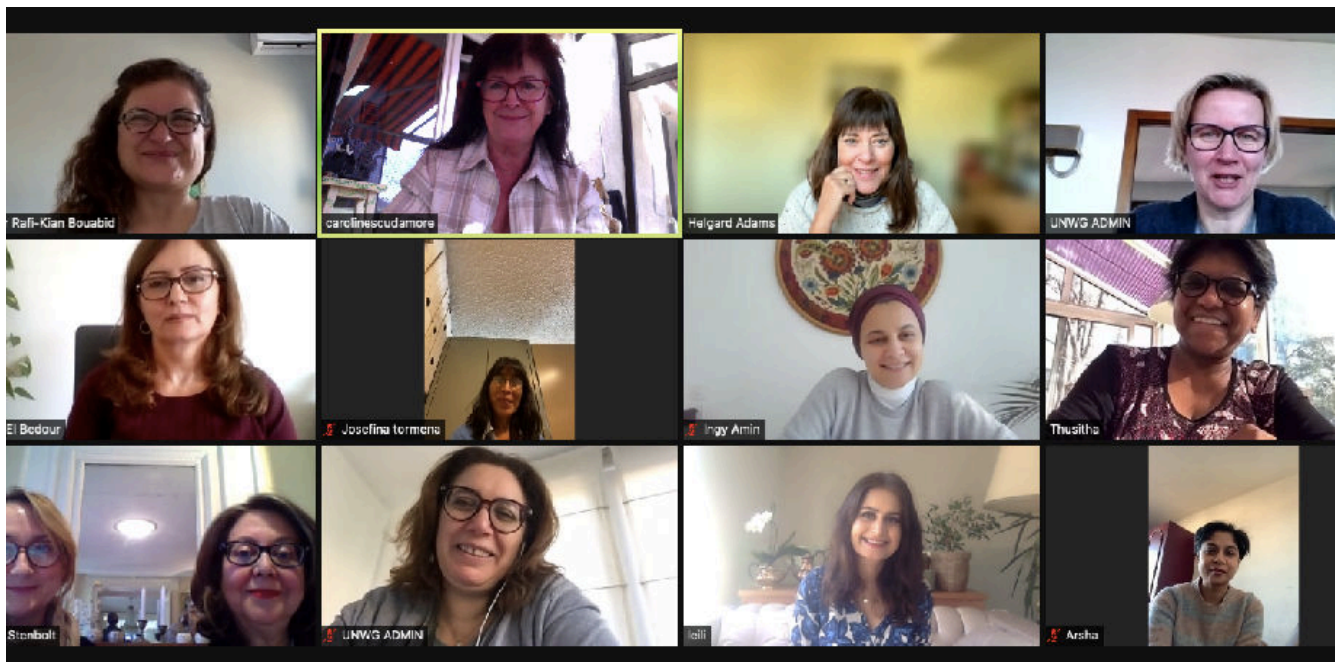 r Rafi-Kian Bouabid
carolinescudamore
Helgard Adams
UNWG ADMIN
El Bedour
Josefina tormena
Ingy Amin
Thusitha
Stenbolt
UNWG ADMIN
leili
Arsha